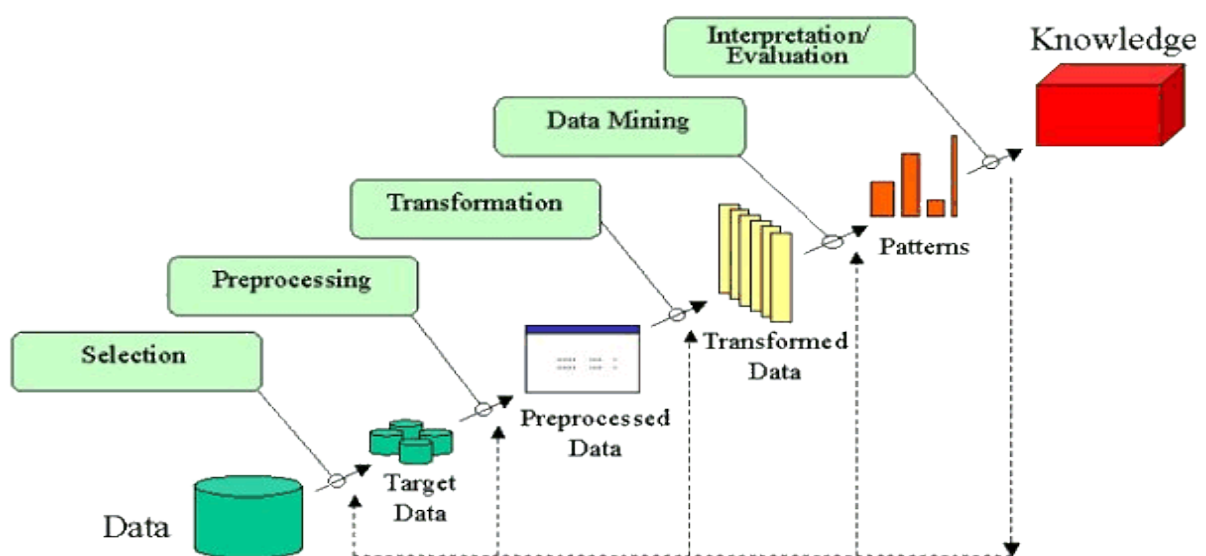 Interpretation/
Evaluation
Knowledge
Data Mining
Transformation
Patterns
Preprocessing
Transformed
Data
Selection
Preprocessed
Data
Target
Data
Data